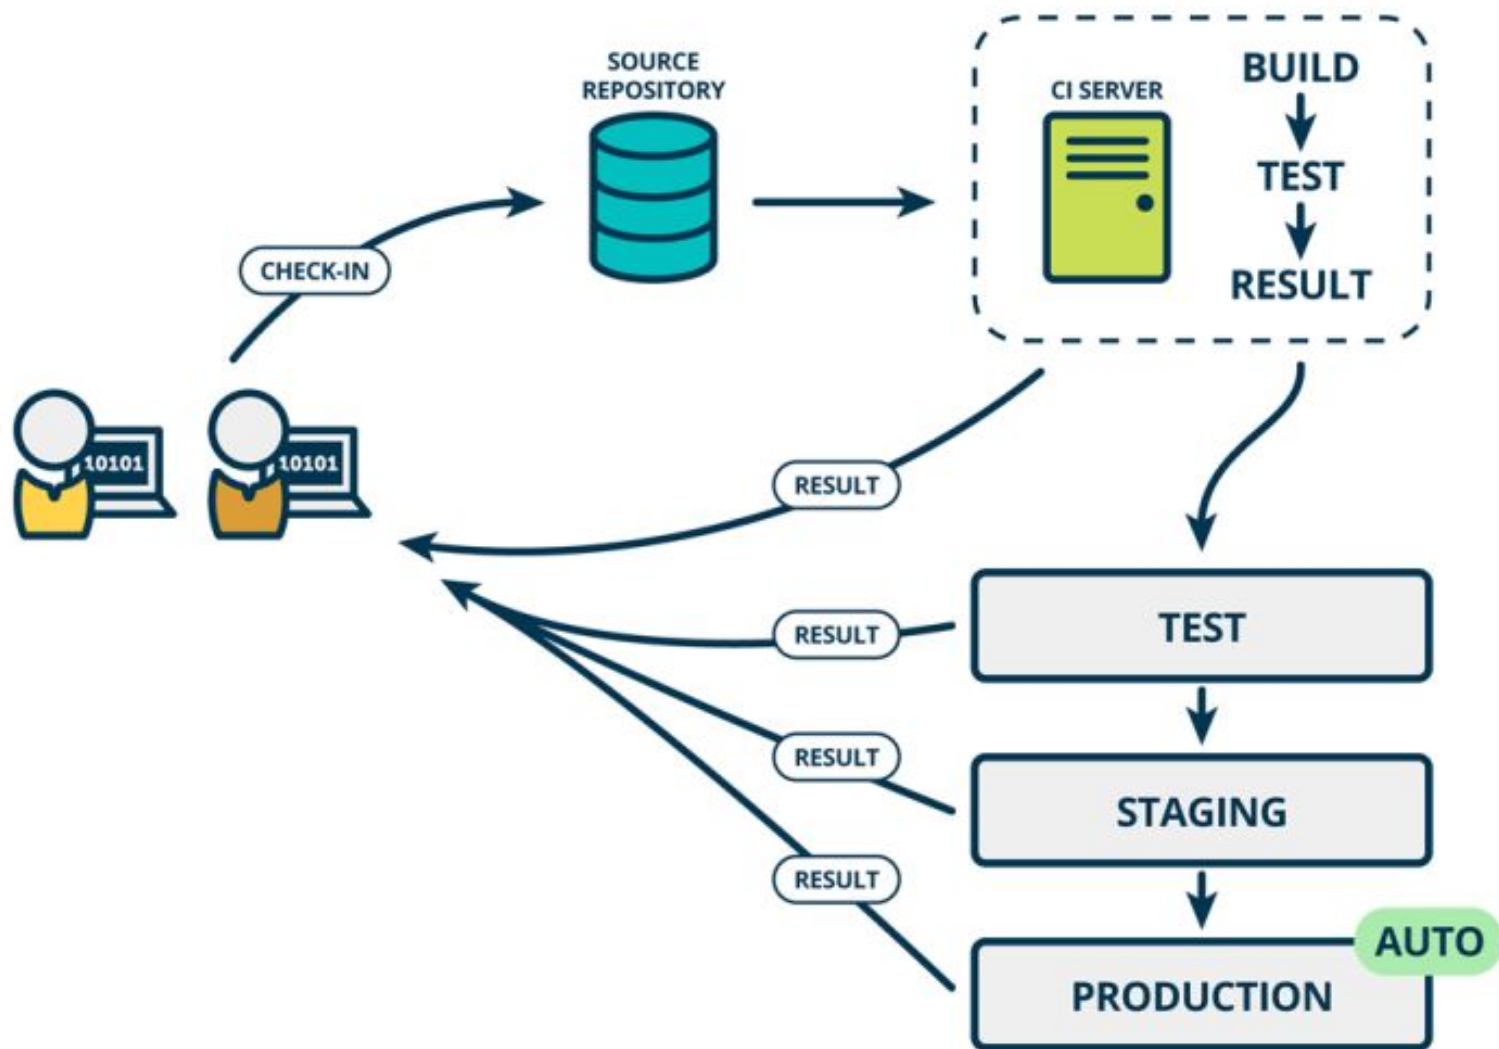 SOURCE
REPOSITORY
CI SERVER
BUILD
TEST
RESULT
CHECK-IN
10101
10101
RESULT
RESULT
TEST
RESULT
STAGING
RESULT
AUTO
PRODUCTION